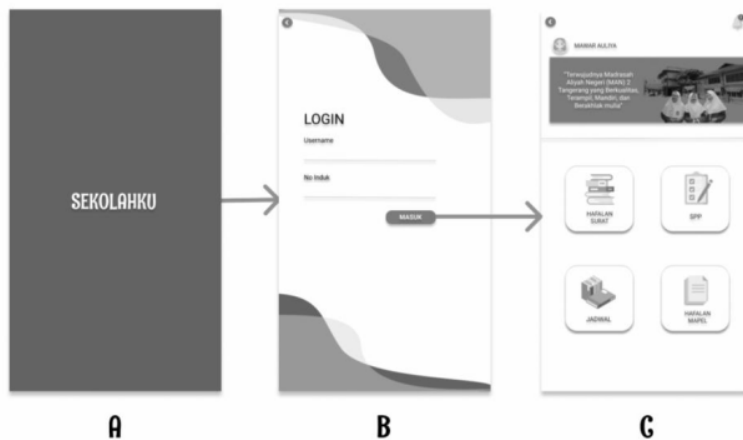 SEKOLAHKU
LOGIN
Username
No Induk
MASUK
MAWAR AULIYA
"Terwujudnya Madrasah
Aliyah Negeri (MAN) 2
Tangerang yang Berkualitas,
Terampil, Mandiri, dan
Berakhlak mulia"
HAFALAN
SURAT
SPP
JADWAL
HAFALAN
MAPEL
A
B
C